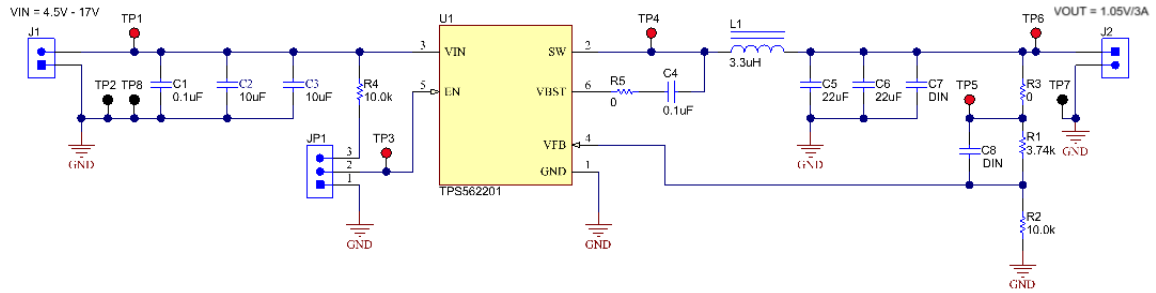 VIN = 4.5V - 17V
VOUT = 1.05V/3A
J1
TP1
U1
TP4
L1
TP6
J2
3 VIN
SW 2
3.3uH
TP2
TP8
C1
0.1uF
C2
10uF
C3
10uF
R4
10.0k
5 EN
VBST 6
R5
0
C4
0.1uF
C5
22uF
C6
22uF
C7
DIN
R3
0
TP5
TP7
GND
JP1
3
2
1
TP3
VFB 4
GND 1
TPS562201
GND
C8
DIN
R1
3.74k
GND
R2
10.0k
GND
GND
GND